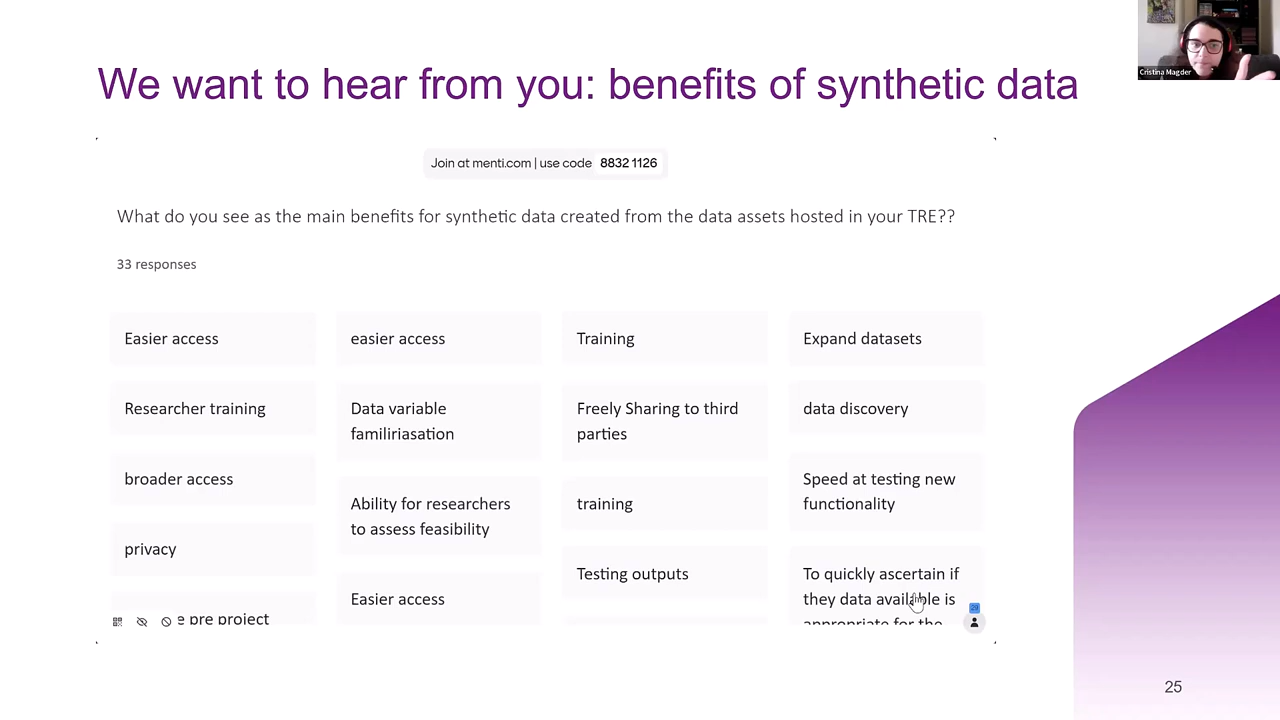 We want to hear from you: benefits of synthetic data
Cristina Magder
Join at menti.com | use code 8832 1126
What do you see as the main benefits for synthetic data created from the data assets hosted in your TRE??
33 responses
Easier access
Researcher training
broader access
privacy
e pre project
easier access
Data variable
familiriasation
Ability for researchers
to assess feasibility
Easier access
Training
Freely Sharing to third
parties
training
Testing outputs
Expand datasets
data discovery
Speed at testing new
functionality
To quickly ascertain if
they data available is
appropriate for the
29
25